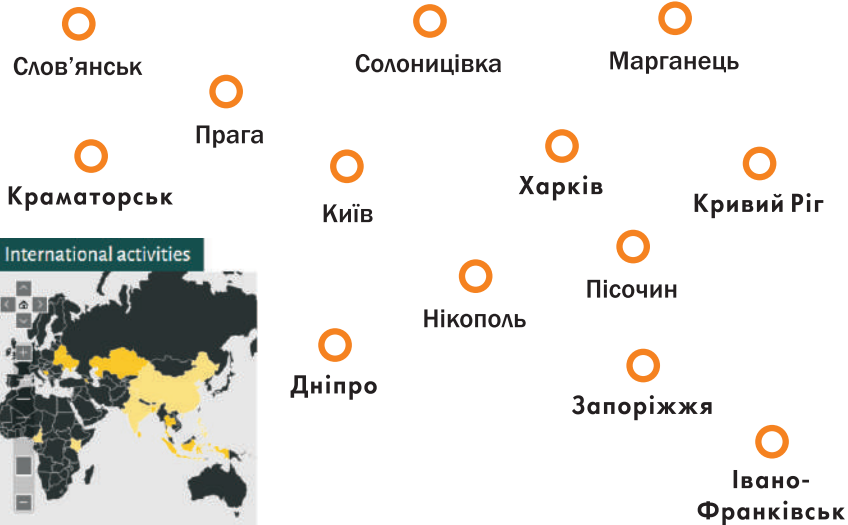 Слов’янськ
Солоницівка
Марганець
Прага
Краматорськ
Київ
Харків
Кривий Ріг
International activities
Пісочин
Нікополь
Дніпро
Запоріжжя
Івано-
Франківськ